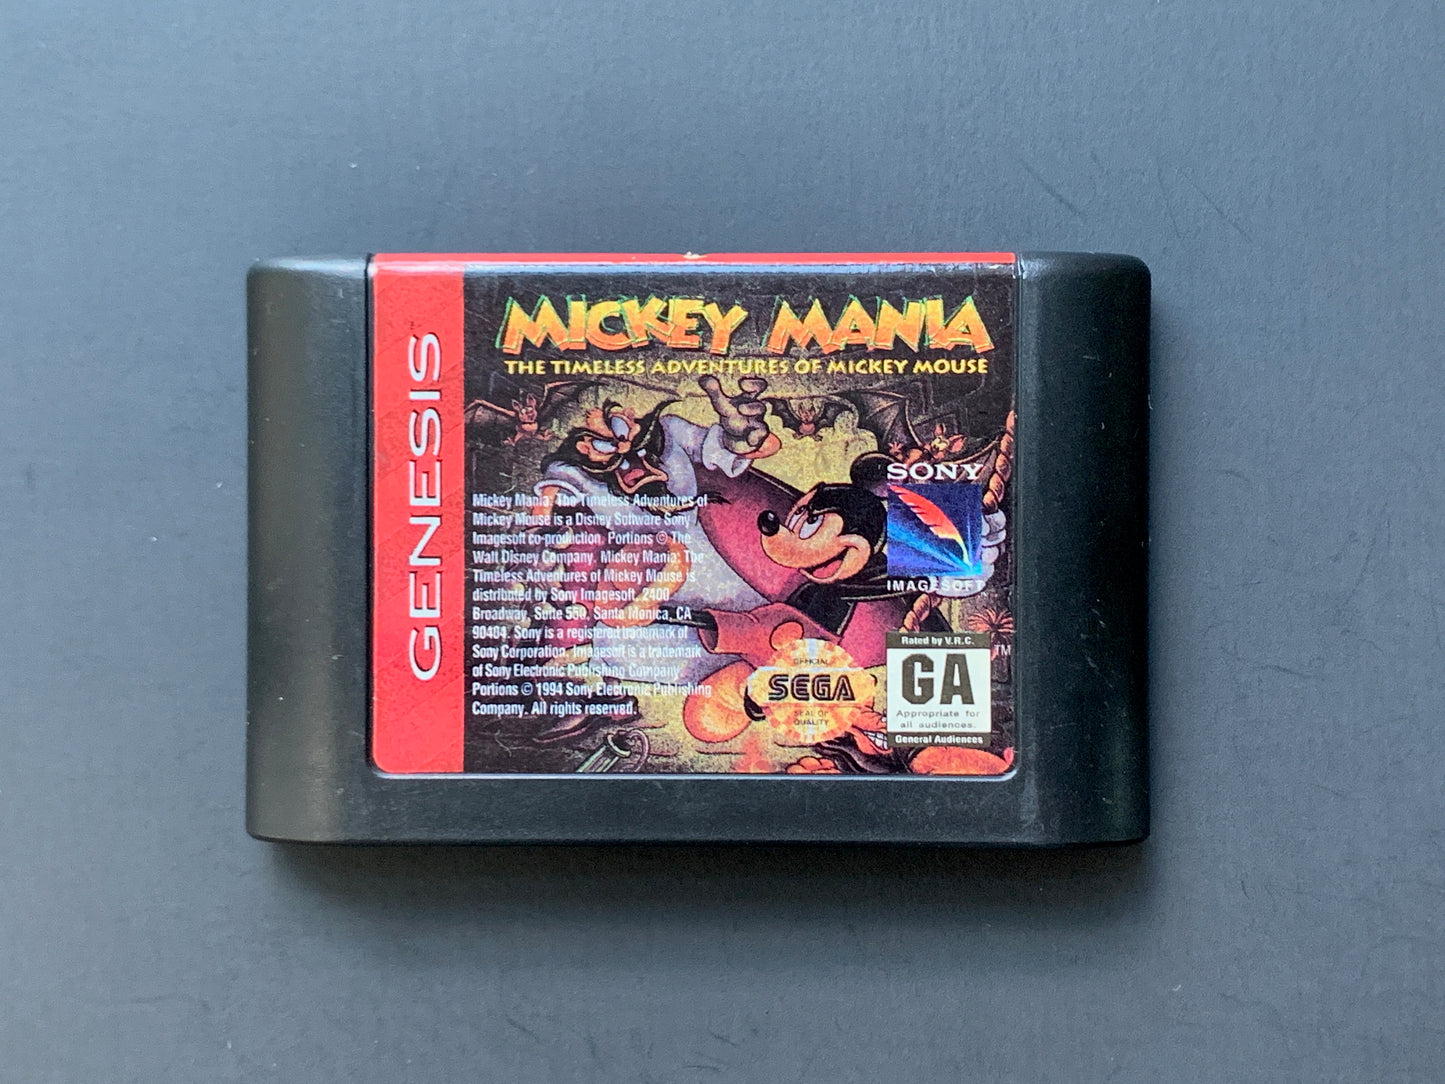 GENESIS
MICKEY MANIA
THE TIMELESS ADVENTURES OF MICKEY MOUSE
Mickey Mania: The Timeless Adventures of
Mickey Mouse is a Disney Software Sony
Imagesoft co-production. Portions © The
Walt Disney Company. Mickey Mania: The
Timeless Adventures of Mickey Mouse is
distributed by Sony Imagesoft, 2400
Broadway, Suite 550, Santa Monica, CA
90404. Sony is a registered trademark of
Sony Corporation. Imagesoft is a trademark
of Sony Electronic Publishing Company.
Portions © 1994 Sony Electronic Publishing
Company. All rights reserved.
SONY
IMAGESOFT
OFFICIAL
SEGA
SEAL OF
QUALITY
Rated by V.R.C.
GA
Appropriate for
all audiences.
General Audiences
TM